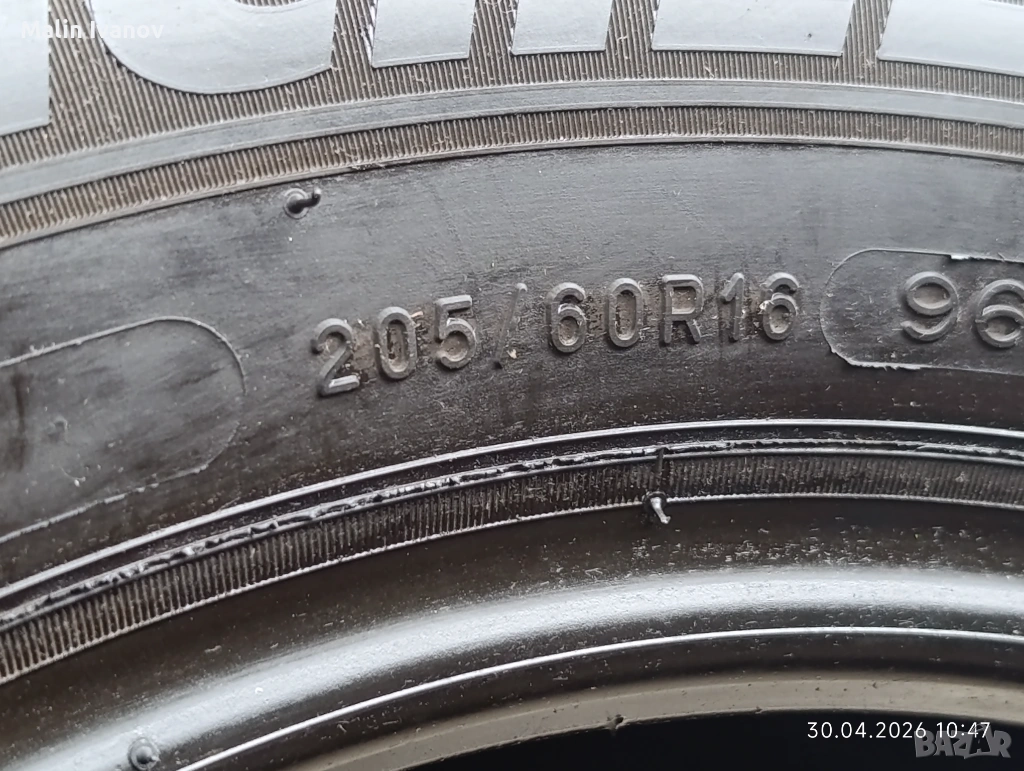 Malin Ivanov
205/60R16 96
30.04.2026 10:47
BAZAR